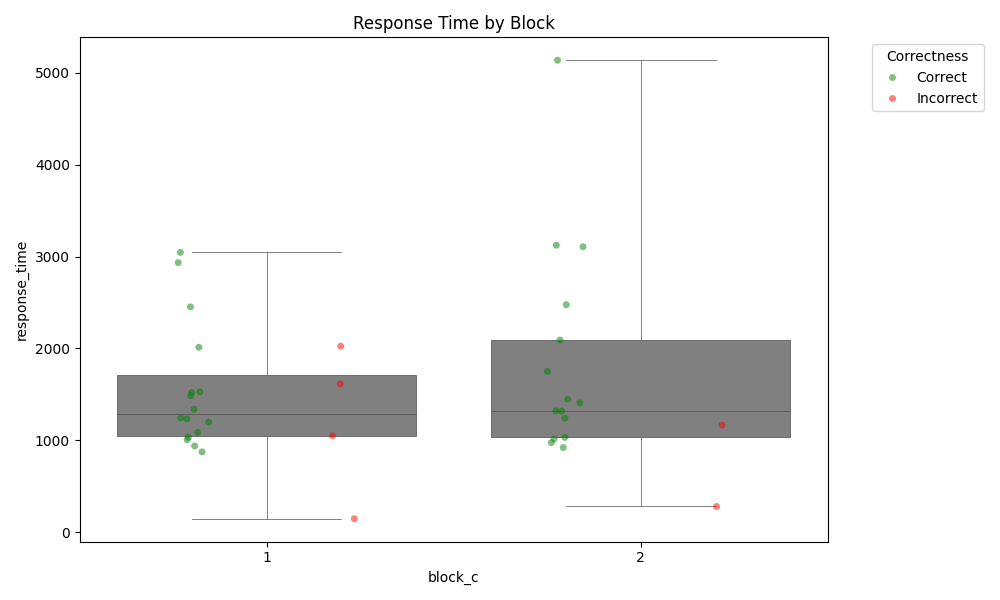 Response Time by Block
Correctness
Correct
Incorrect
response_time
5000
4000
3000
2000
1000
0
1
2
block_c